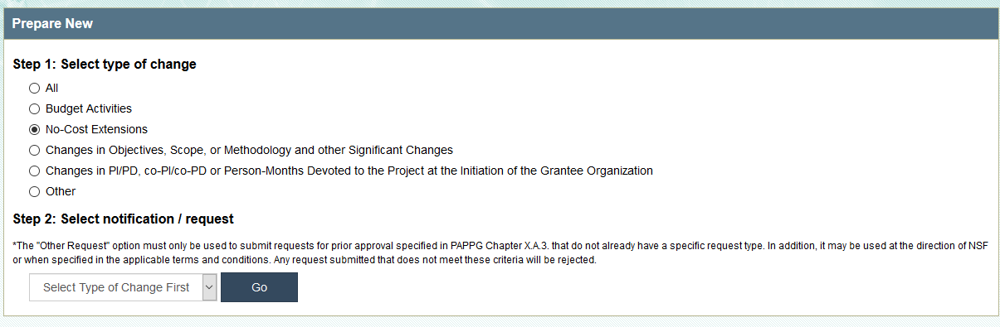 Prepare New
Step 1: Select type of change
All
Budget Activities
No-Cost Extensions
Changes in Objectives, Scope, or Methodology and other Significant Changes
Changes in PI/PD, co-PI/co-PD or Person-Months Devoted to the Project at the Initiation of the Grantee Organization
Other
Step 2: Select notification / request
*The "Other Request" option must only be used to submit requests for prior approval specified in PAPPG Chapter X.A.3. that do not already have a specific request type. In addition, it may be used at the direction of NSF
or when specified in the applicable terms and conditions. Any request submitted that does not meet these criteria will be rejected.
Select Type of Change First
Go